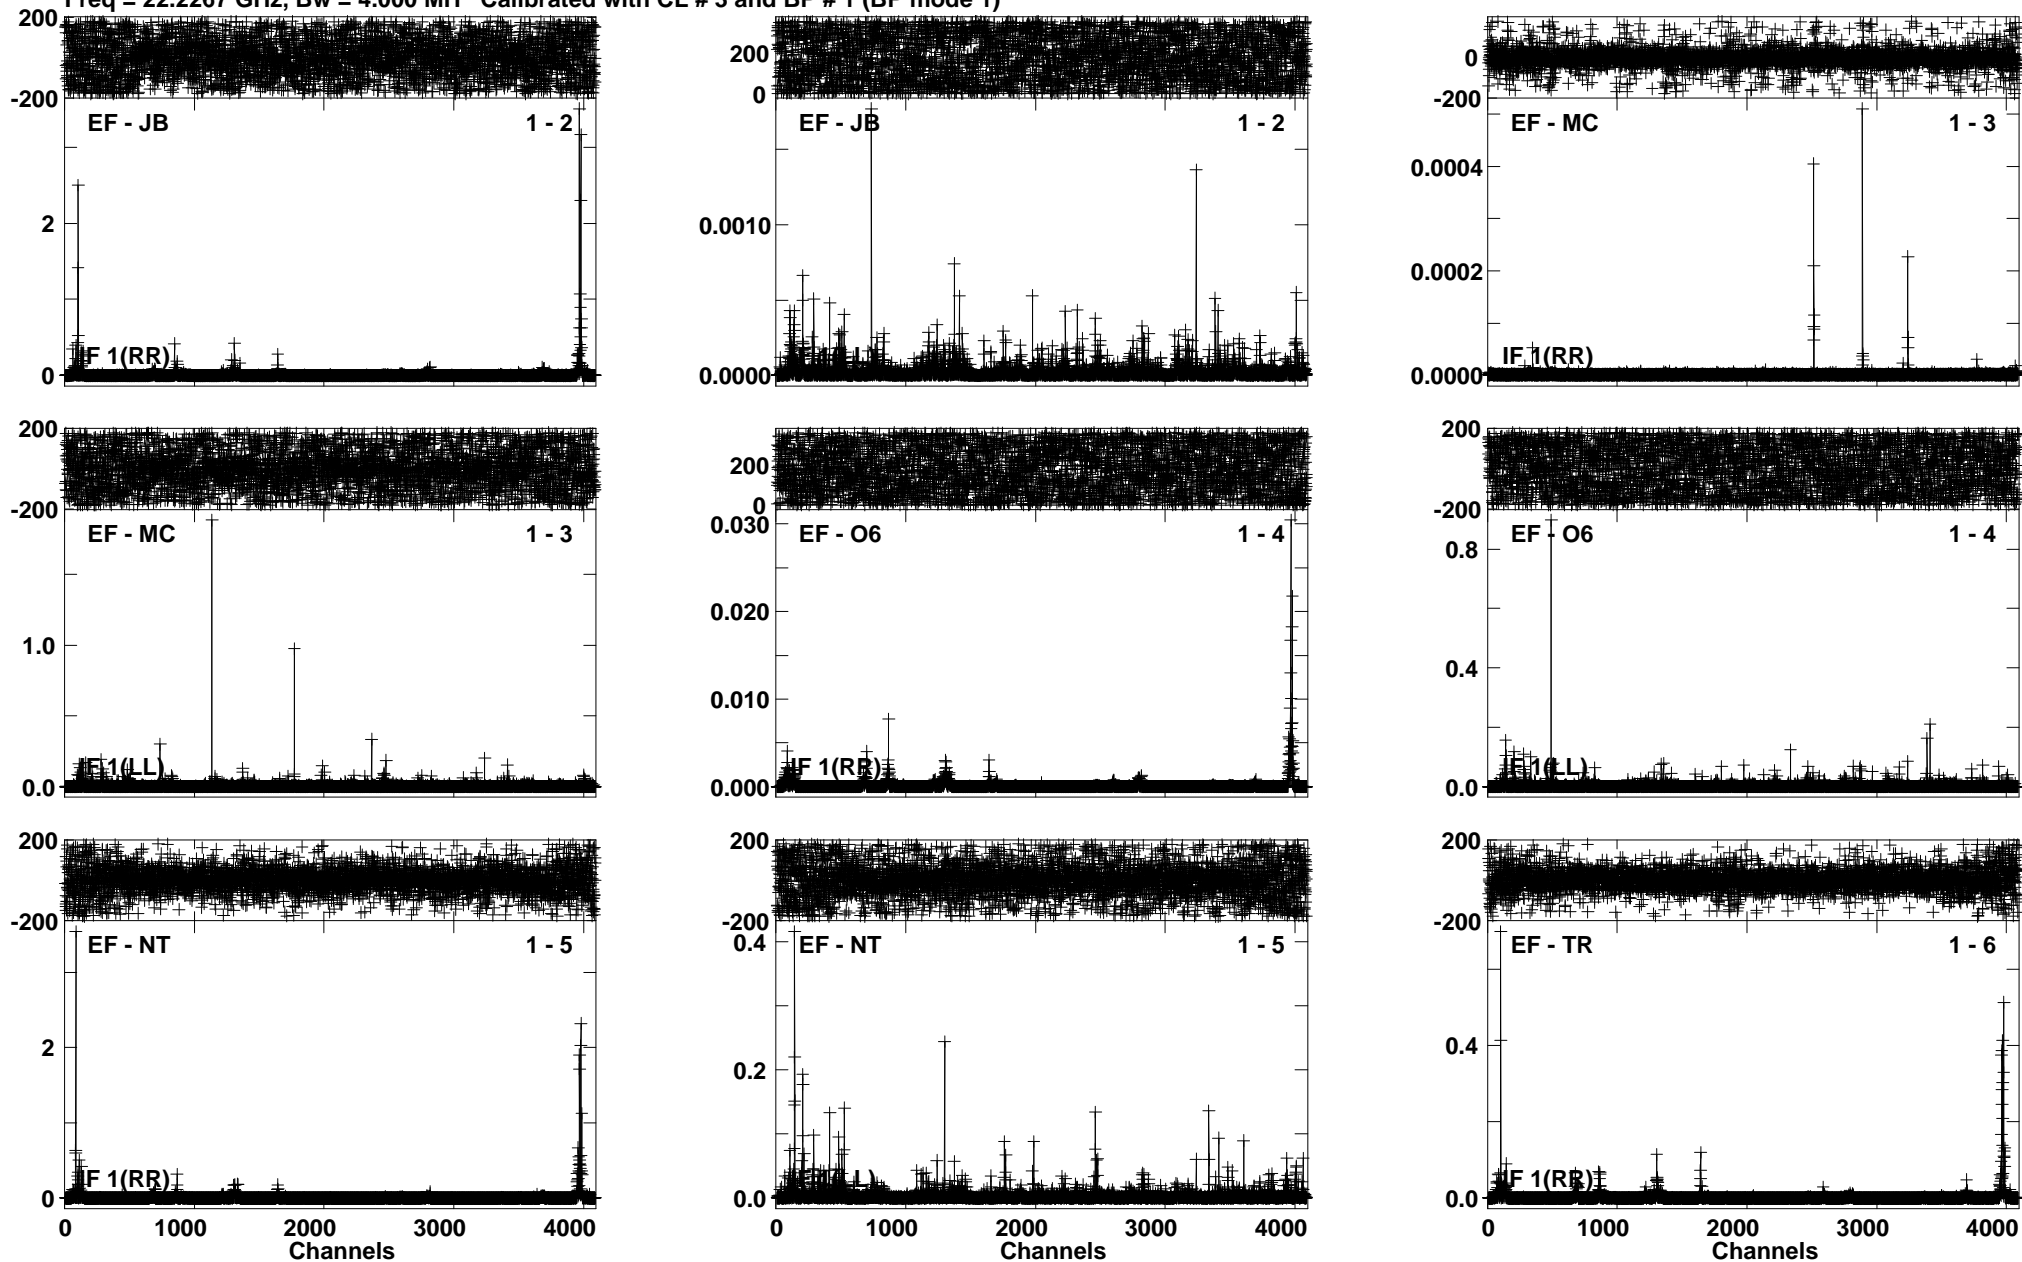 Freq = 22.2267 GHz, Bw = 4.000 MH Calibrated with CL # 3 and BP # 1 (BP mode 1)
200
-200
EF - JB 1 - 2
2
0
IF 1(RR)
200
0
EF - JB 1 - 2
0.0010
0.0000
0
-200
EF - MC 1 - 3
0.0004
0.0002
0.0000
IF 1(RR)
200
-200
EF - MC 1 - 3
1.0
0.0
IF 1(LL)
200
0
EF - O6 1 - 4
0.030
0.020
0.010
0.000
IF 1(RR)
200
-200
EF - O6 1 - 4
0.8
0.4
0.0
IF 1(LL)
200
-200
EF - NT 1 - 5
2
0
IF 1(RR)
0 1000 2000 3000 4000
Channels
200
-200
EF - NT 1 - 5
0.4
0.2
0.0
IF 1(LL)
0 1000 2000 3000 4000
200
-200
EF - TR 1 - 6
0.4
0.0
IF 1(RR)
0 1000 2000 3000 4000
Channels